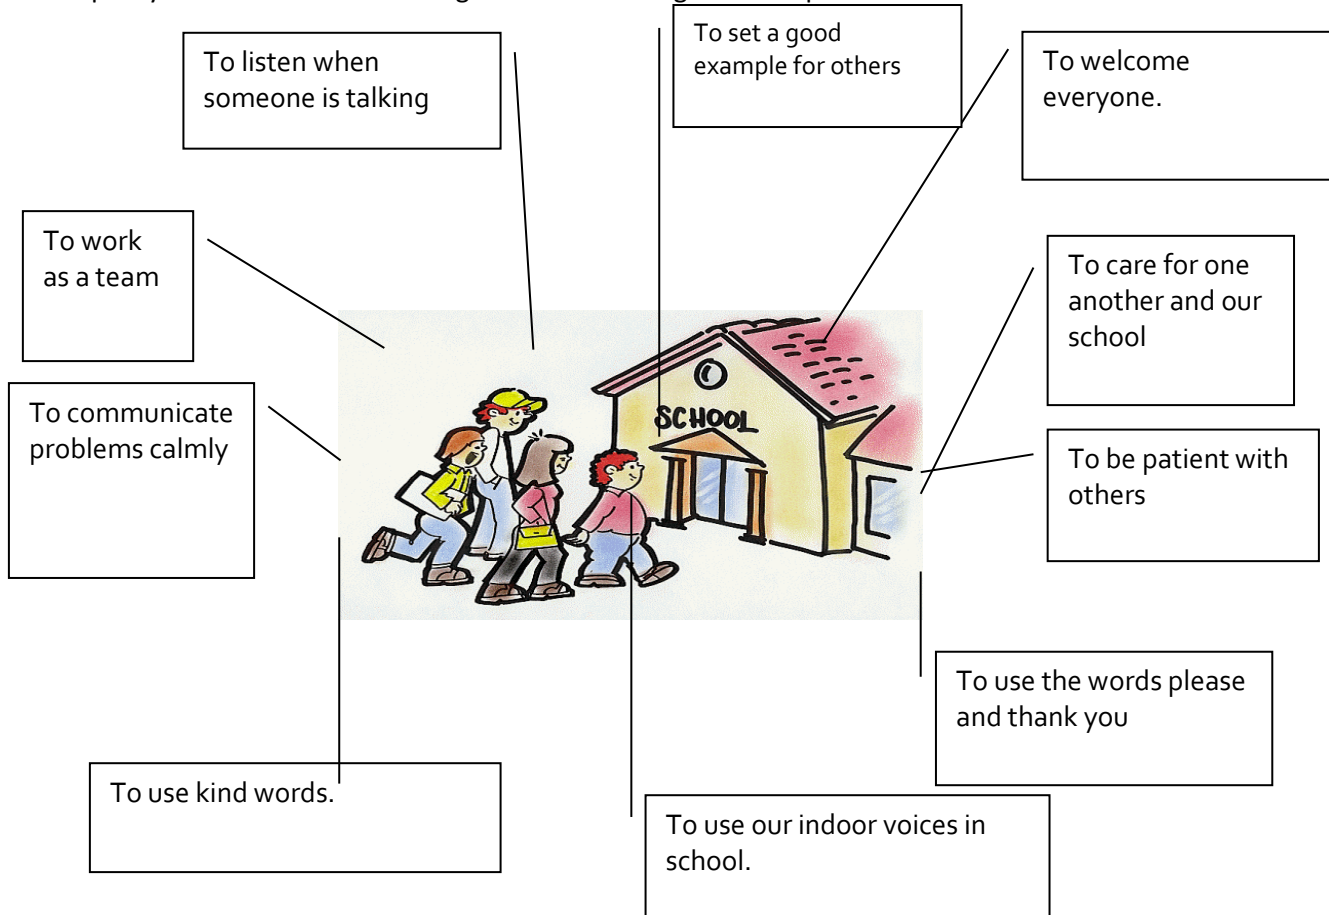 To set a good
example for others
To listen when
someone is talking
To welcome
everyone.
To work
as a team
To care for one
another and our
school
To communicate
problems calmly
SCHOOL
To be patient with
others
To use the words please
and thank you
To use kind words.
To use our indoor voices in
school.